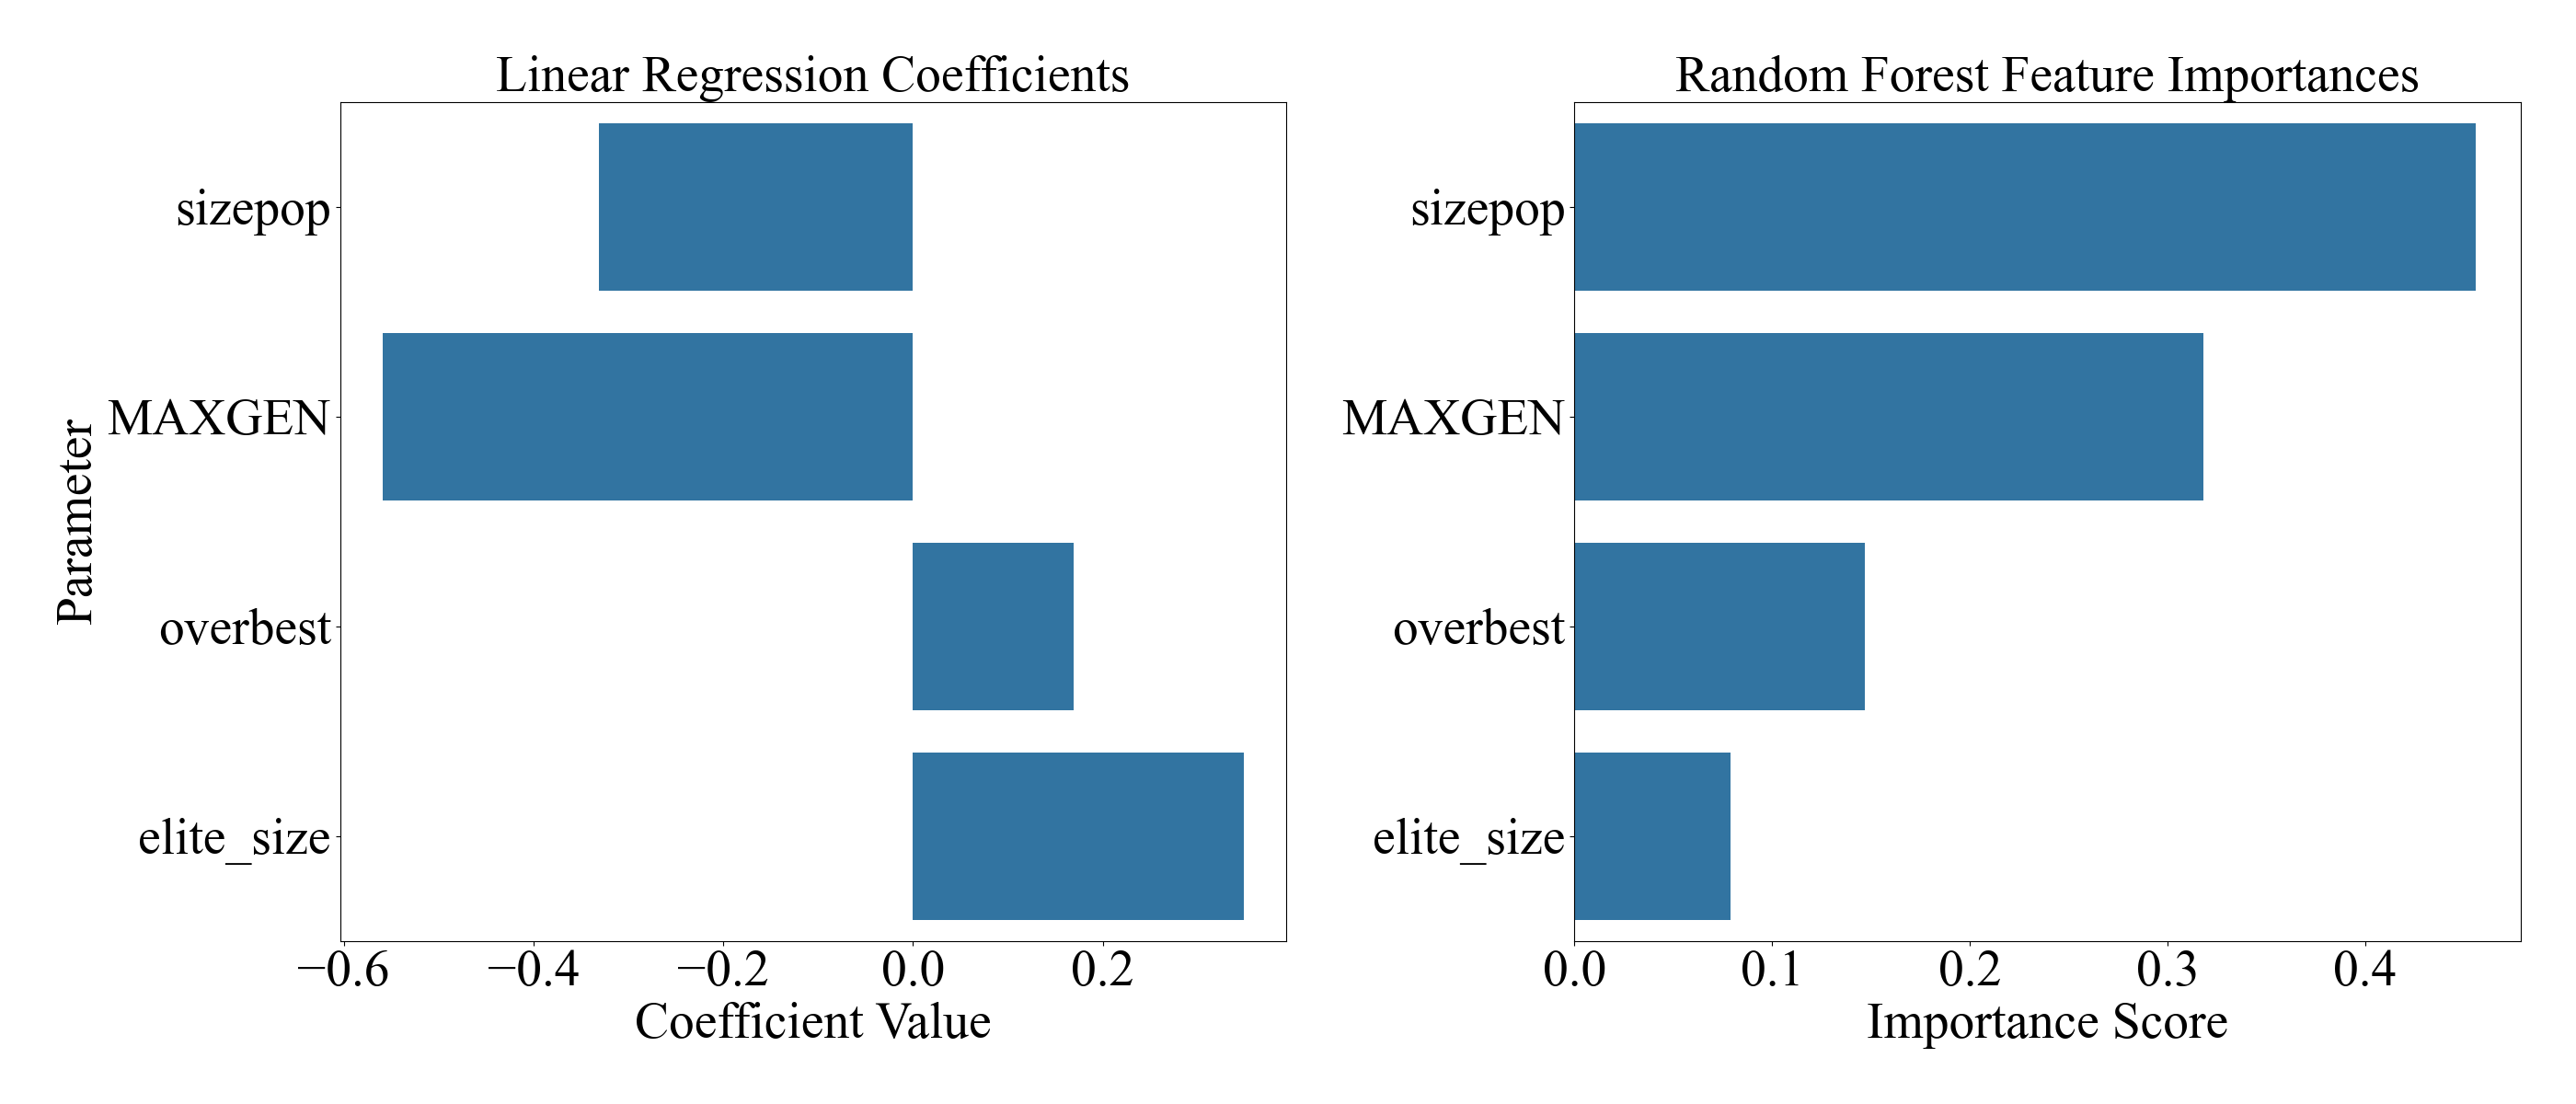 Linear Regression Coefficients
Parameter
sizepop
MAXGEN
overbest
elite_size
−0.6 −0.4 −0.2 0.0 0.2
Coefficient Value
Random Forest Feature Importances
sizepop
MAXGEN
overbest
elite_size
0.0 0.1 0.2 0.3 0.4
Importance Score